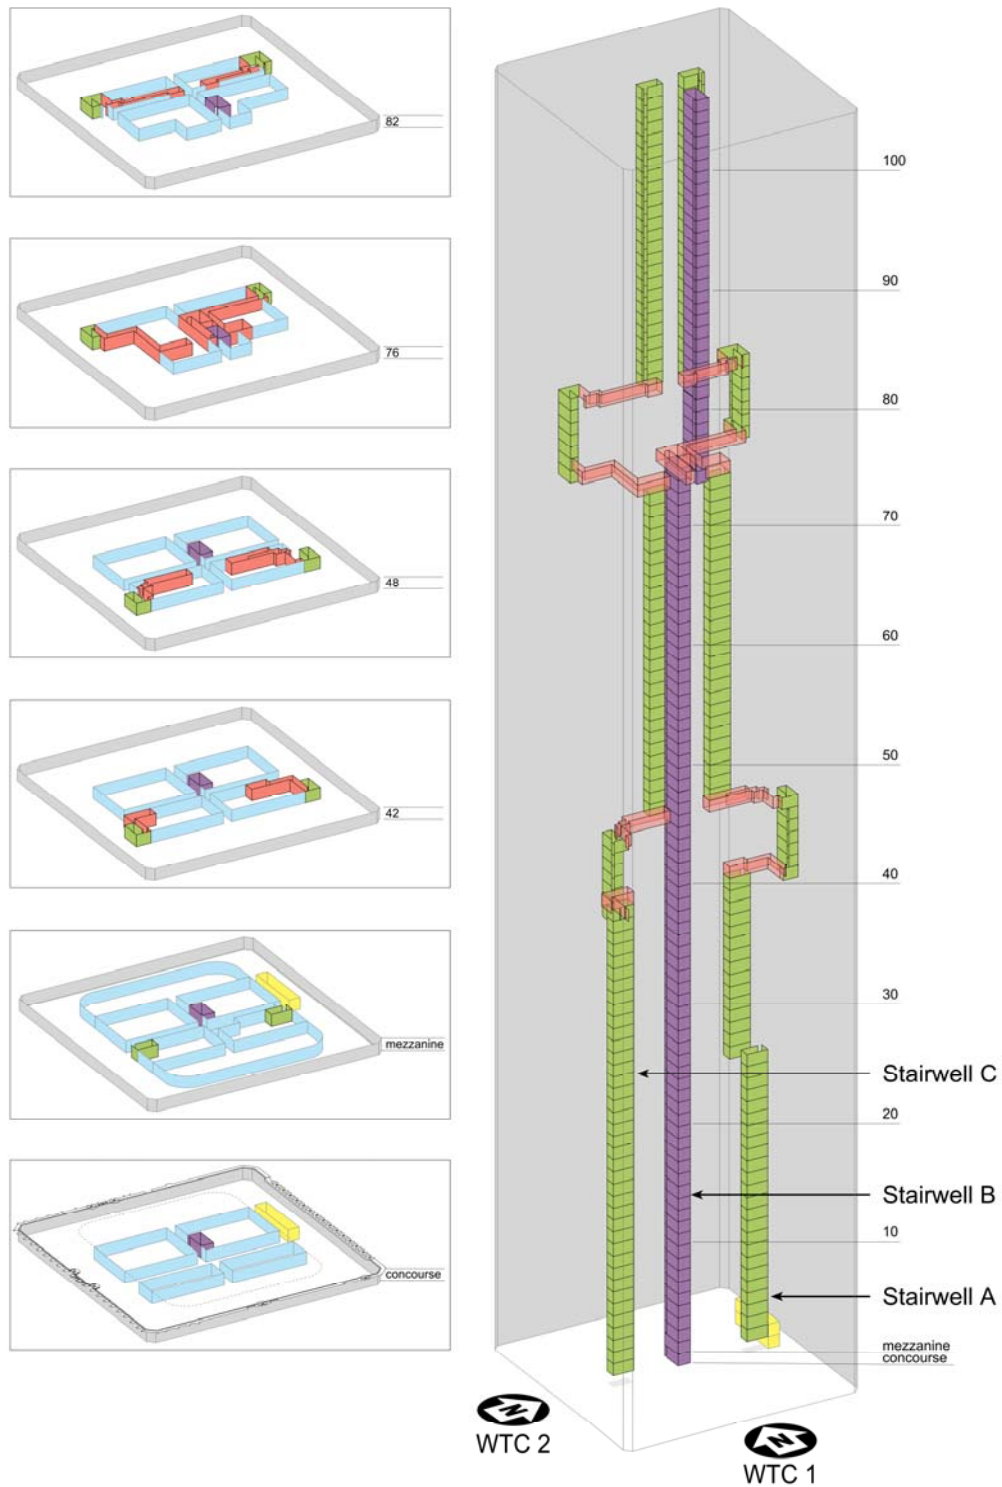 82
76
48
42
mezzanine
concourse
100
90
80
70
60
50
40
30
Stairwell C
20
Stairwell B
10
Stairwell A
mezzanine
concourse
N
WTC 2
N
WTC 1